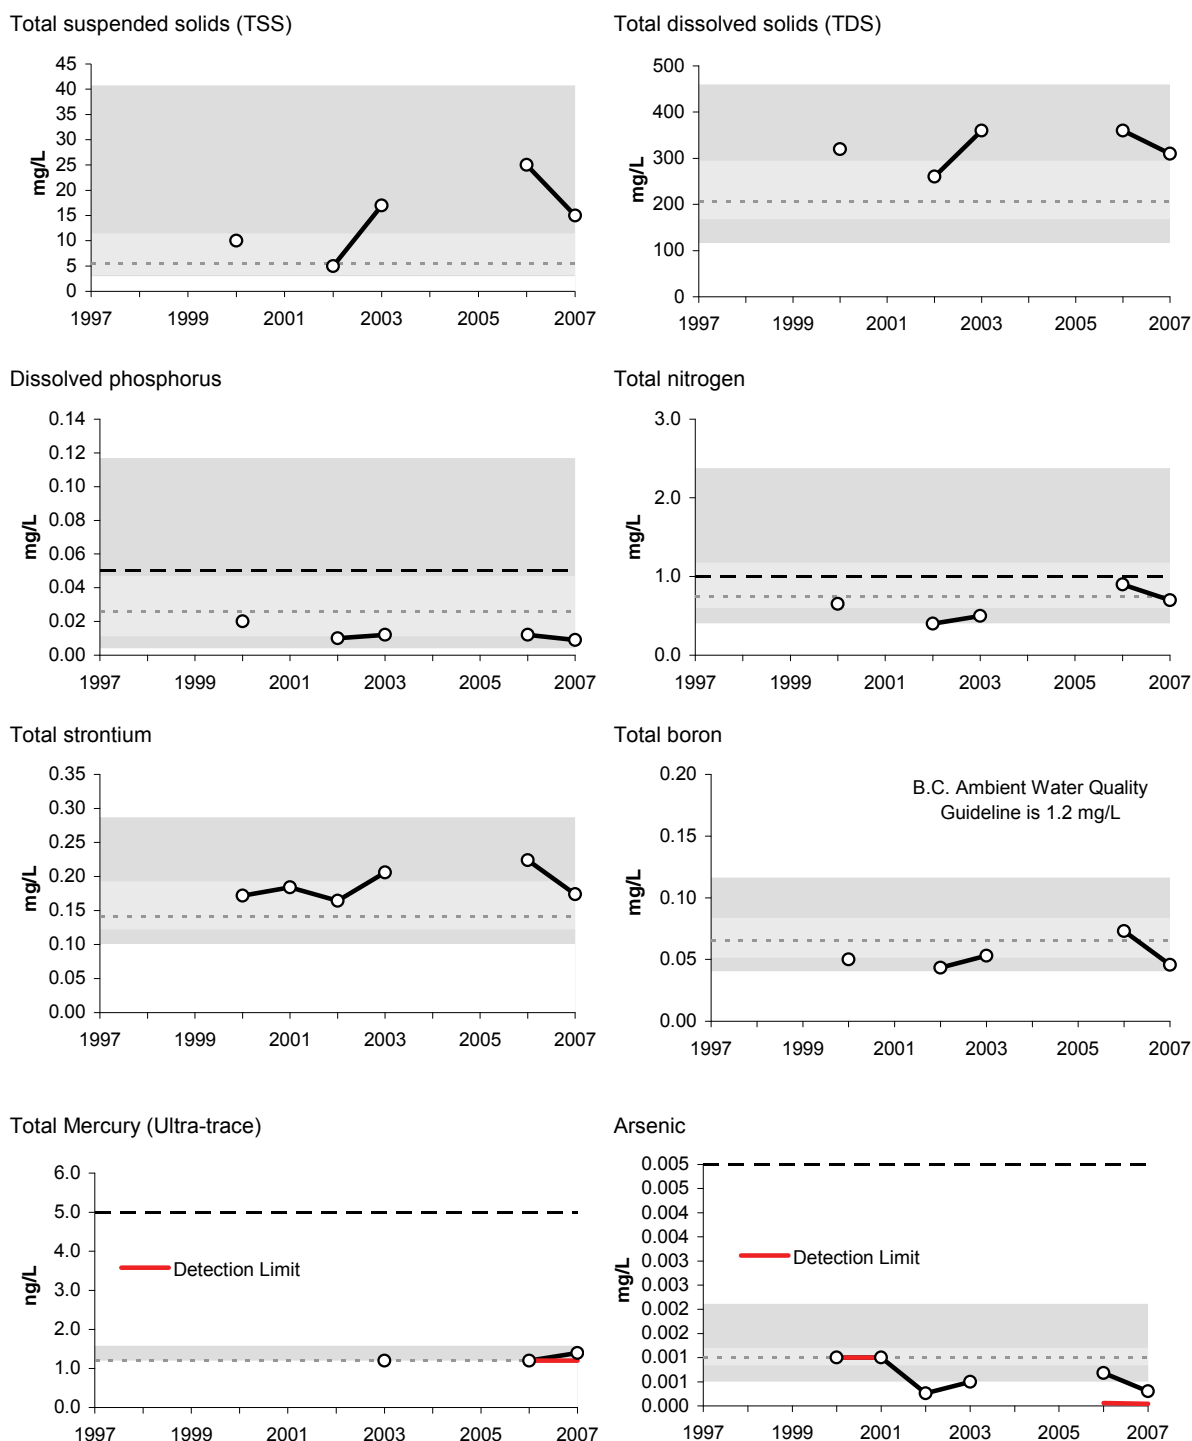 Total suspended solids (TSS)
45
40
35
30
25
20
15
10
5
0
mg/L
1997 1999 2001 2003 2005 2007
Total dissolved solids (TDS)
500
400
300
200
100
0
mg/L
1997 1999 2001 2003 2005 2007
Dissolved phosphorus
0.14
0.12
0.10
0.08
0.06
0.04
0.02
0.00
mg/L
1997 1999 2001 2003 2005 2007
Total nitrogen
3.0
2.0
1.0
0.0
mg/L
1997 1999 2001 2003 2005 2007
Total strontium
0.35
0.30
0.25
0.20
0.15
0.10
0.05
0.00
mg/L
1997 1999 2001 2003 2005 2007
Total boron
0.20
0.15
0.10
0.05
0.00
mg/L
B.C. Ambient Water Quality
Guideline is 1.2 mg/L
1997 1999 2001 2003 2005 2007
Total Mercury (Ultra-trace)
6.0
5.0
4.0
3.0
2.0
1.0
0.0
ng/L
Detection Limit
1997 1999 2001 2003 2005 2007
Arsenic
0.005
0.005
0.004
0.004
0.003
0.003
0.002
0.002
0.001
0.001
0.000
mg/L
Detection Limit
1997 1999 2001 2003 2005 2007